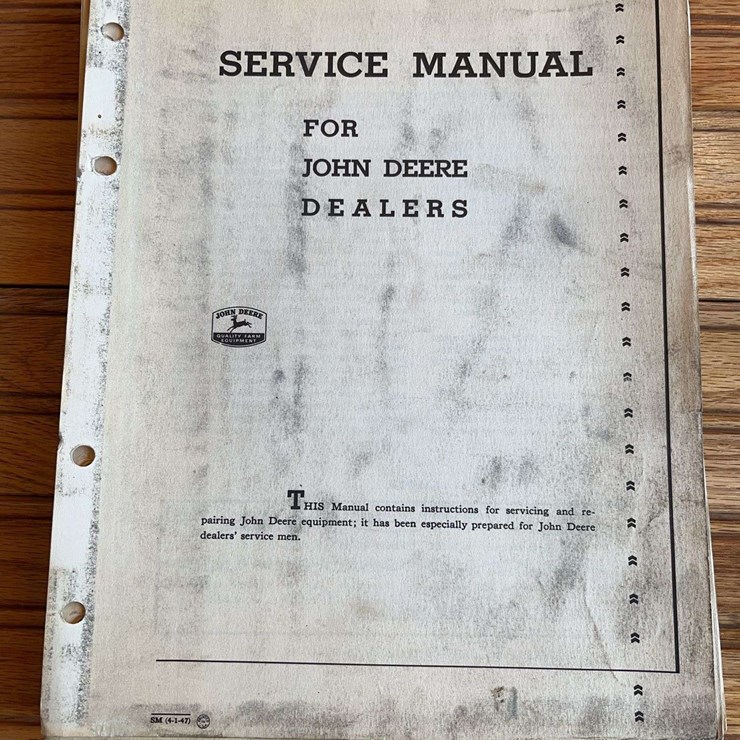 SERVICE MANUAL
FOR
JOHN DEERE
DEALERS
JOHN DEERE
QUALITY FARM
EQUIPMENT
THIS Manual contains instructions for servicing and re-
pairing John Deere equipment; it has been especially prepared for John Deere
dealers' service men.
SM (4-1-47)